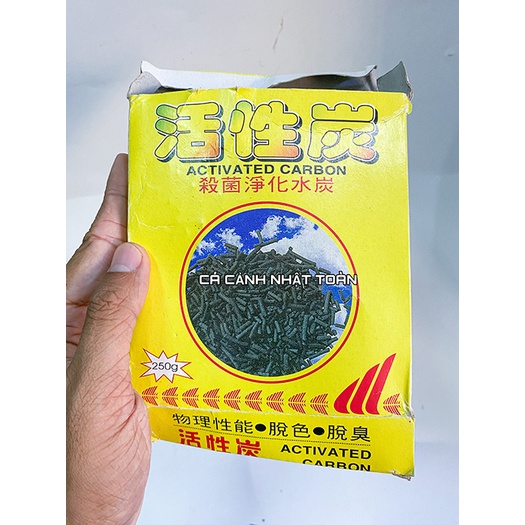 活性炭
ACTIVATED CARBON
殺菌淨化水炭
CÁ CẢNH NHẬT TOÀN
250g
物理性能●脫色●脫臭
活性炭 ACTIVATED
CARBON